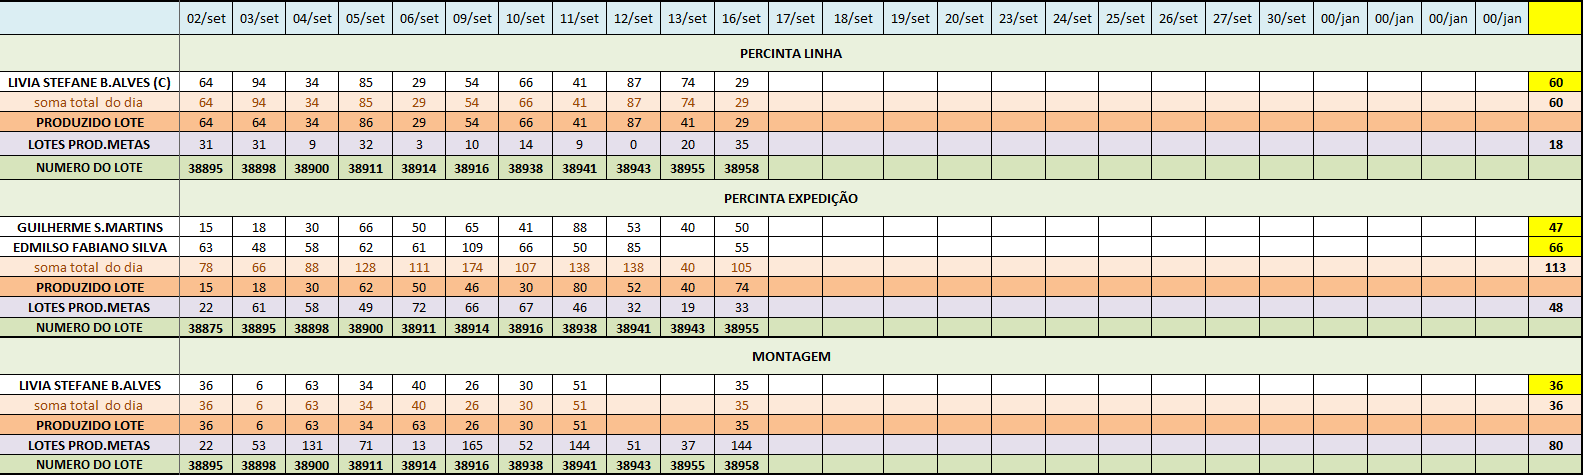 02/set 03/set 04/set 05/set 06/set 09/set 10/set 11/set 12/set 13/set 16/set 17/set 18/set 19/set 20/set 23/set 24/set 25/set 26/set 27/set 30/set 00/jan 00/jan 00/jan 00/jan
PERCINTA LINHA
LIVIA STEFANE B.ALVES (C) 64 94 34 85 29 54 66 41 87 74 29 60
soma total do dia 64 94 34 85 29 54 66 41 87 74 29 60
PRODUZIDO LOTE 64 64 34 86 29 54 66 41 87 41 29
LOTES PROD.METAS 31 31 9 32 3 10 14 9 0 20 35 18
NUMERO DO LOTE 38895 38898 38900 38911 38914 38916 38938 38941 38943 38955 38958
PERCINTA EXPEDIÇÃO
GUILHERME S.MARTINS 15 18 30 66 50 65 41 88 53 40 50 47
EDMILSO FABIANO SILVA 63 48 58 62 61 109 66 50 85 55 66
soma total do dia 78 66 88 128 111 174 107 138 138 40 105 113
PRODUZIDO LOTE 15 18 30 62 50 46 30 80 52 40 74
LOTES PROD.METAS 22 61 58 49 72 66 67 46 32 19 33 48
NUMERO DO LOTE 38875 38895 38898 38900 38911 38914 38916 38938 38941 38943 38955
MONTAGEM
LIVIA STEFANE B.ALVES 36 6 63 34 40 26 30 51 35 36
soma total do dia 36 6 63 34 40 26 30 51 35 36
PRODUZIDO LOTE 36 6 63 34 63 26 30 51 35
LOTES PROD.METAS 22 53 131 71 13 165 52 144 51 37 144 80
NUMERO DO LOTE 38895 38898 38900 38911 38914 38916 38938 38941 38943 38955 38958